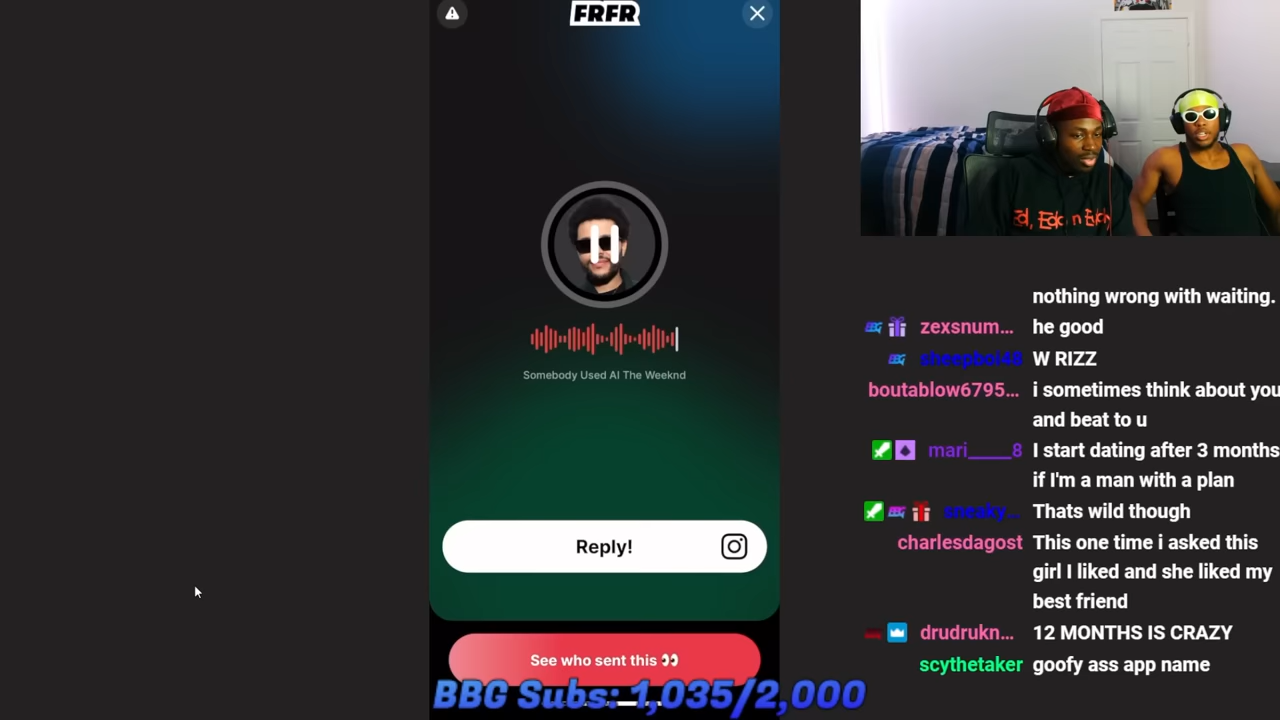 FRFR
Somebody Used AI The Weeknd
Reply!
See who sent this 👀
BBG Subs: 1,035/2,000
nothing wrong with waiting.
zexsnum… he good
sheepboi48 W RIZZ
boutablow6795… i sometimes think about you
and beat to u
mari____8 I start dating after 3 months
if I'm a man with a plan
sneaky… Thats wild though
charlesdagost This one time i asked this
girl I liked and she liked my
best friend
drudrukn… 12 MONTHS IS CRAZY
scythetaker goofy ass app name